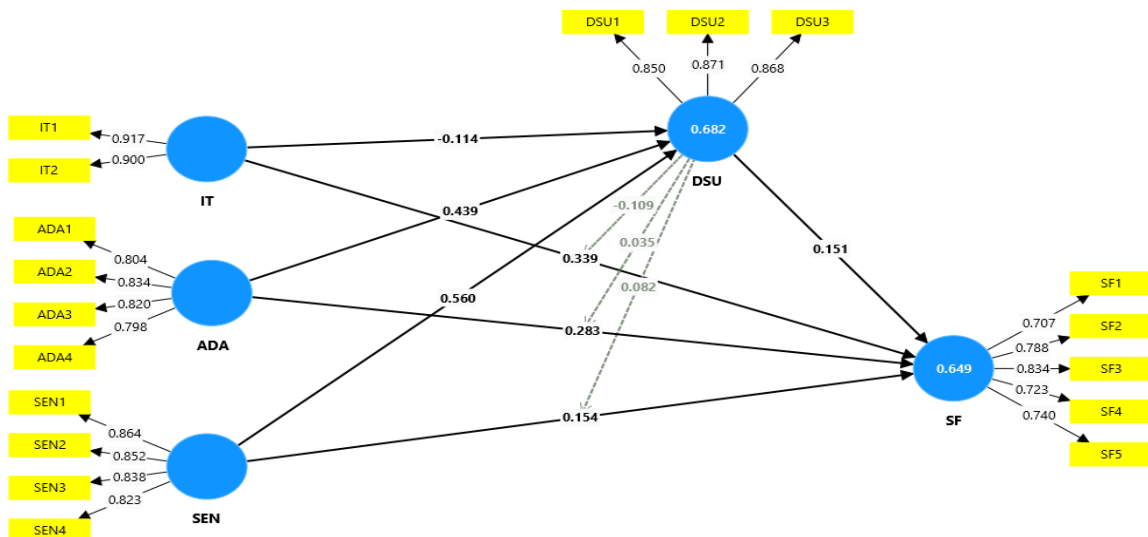 DSU1 DSU2 DSU3
0.850 0.871 0.868
IT1
IT2
0.917
0.900
IT
0.682
DSU
-0.114
ADA1
ADA2
ADA3
ADA4
0.804
0.834
0.820
0.798
ADA
0.439
-0.109
0.035
0.339
0.082
0.151
0.560
0.283
0.154
SEN1
SEN2
SEN3
SEN4
0.864
0.852
0.838
0.823
SEN
0.649
SF
0.707
0.788
0.834
0.723
0.740
SF1
SF2
SF3
SF4
SF5